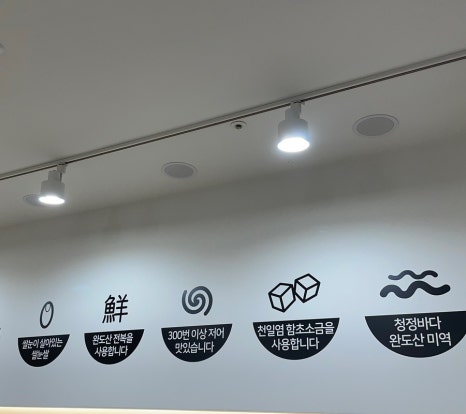 쌀눈이 살아있는
쌀눈쌀
鮮
완도산 전복을
사용합니다
300번 이상 저어
맛있습니다
천일염 함초소금을
사용합니다
청정바다
완도산 미역